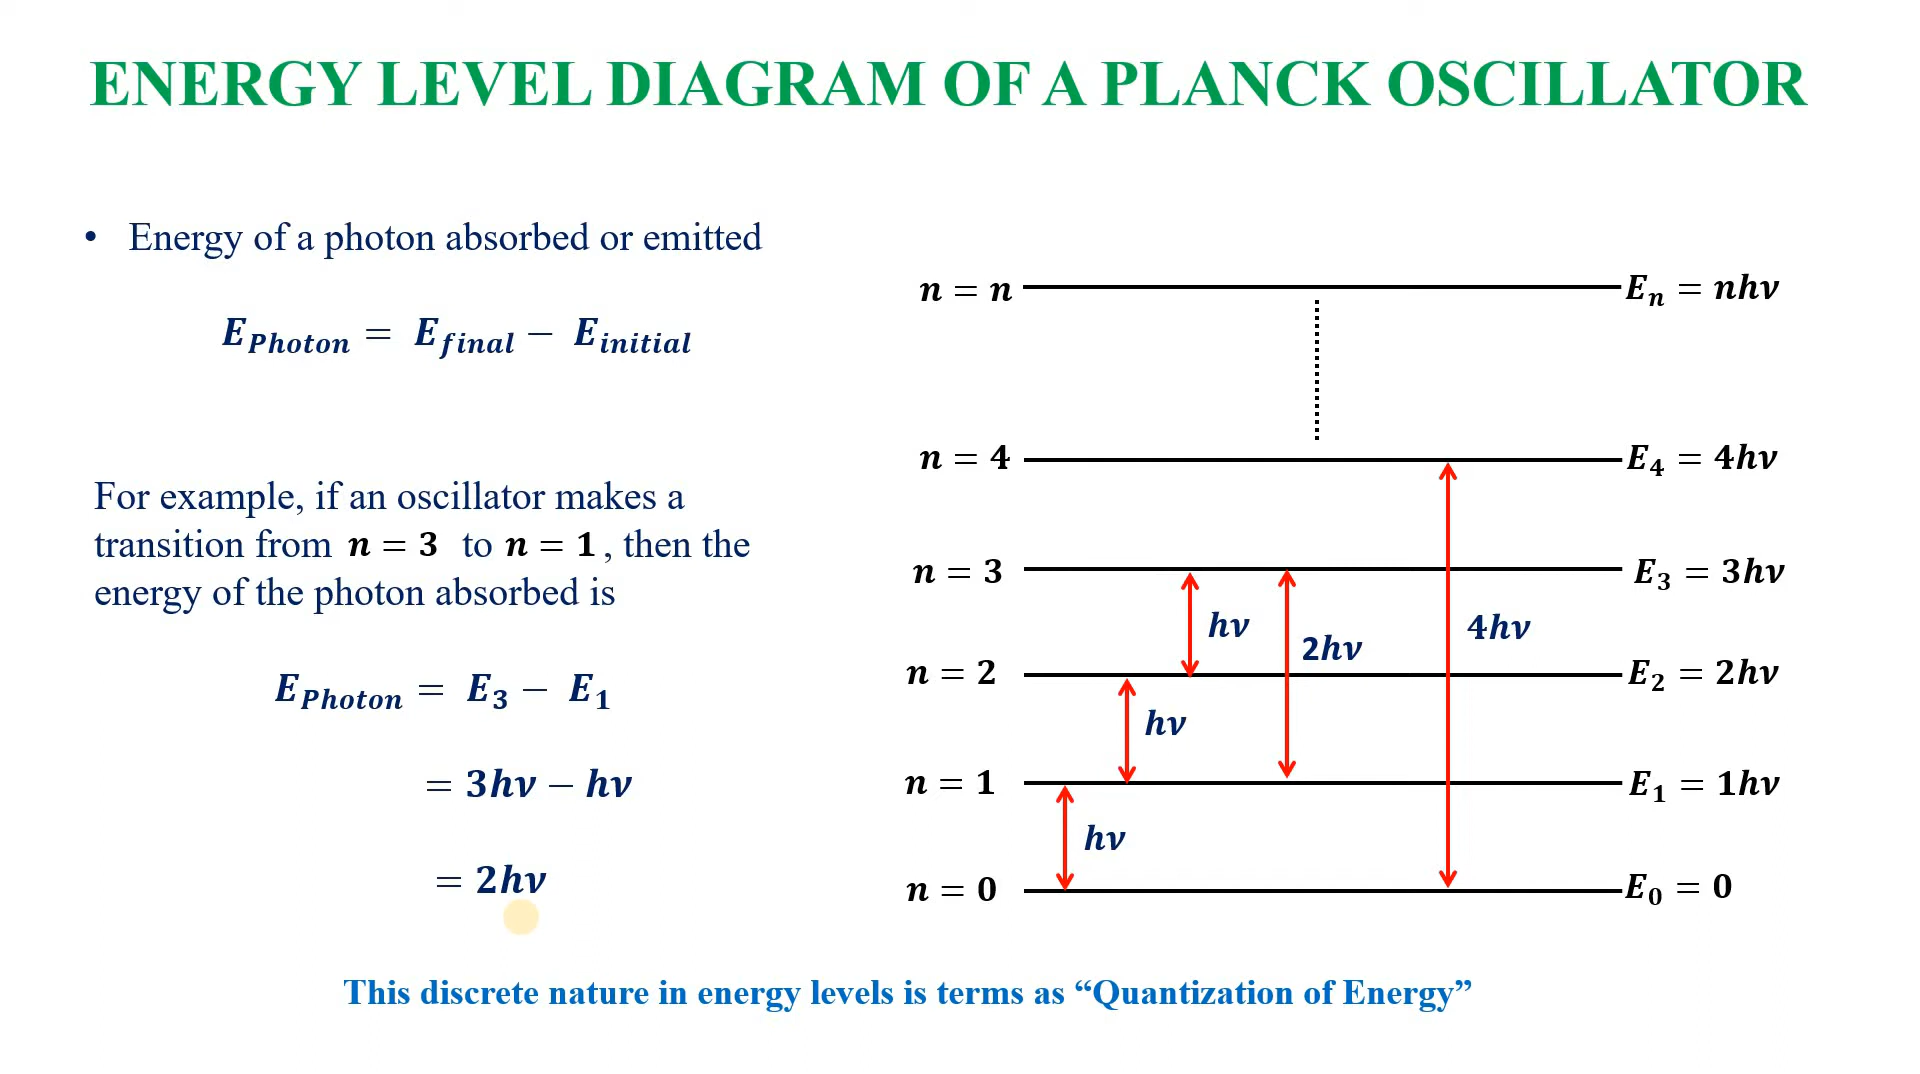 ENERGY LEVEL DIAGRAM OF A PLANCK OSCILLATOR
• Energy of a photon absorbed or emitted
E_Photon = E_final − E_initial
For example, if an oscillator makes a
transition from n = 3 to n = 1, then the
energy of the photon absorbed is
E_Photon = E_3 − E_1
= 3hν − hν
= 2hν
n = n E_n = nhν
n = 4 E_4 = 4hν
n = 3 E_3 = 3hν
hν 2hν 4hν
n = 2 E_2 = 2hν
hν
n = 1 E_1 = 1hν
hν
n = 0 E_0 = 0
This discrete nature in energy levels is terms as “Quantization of Energy”